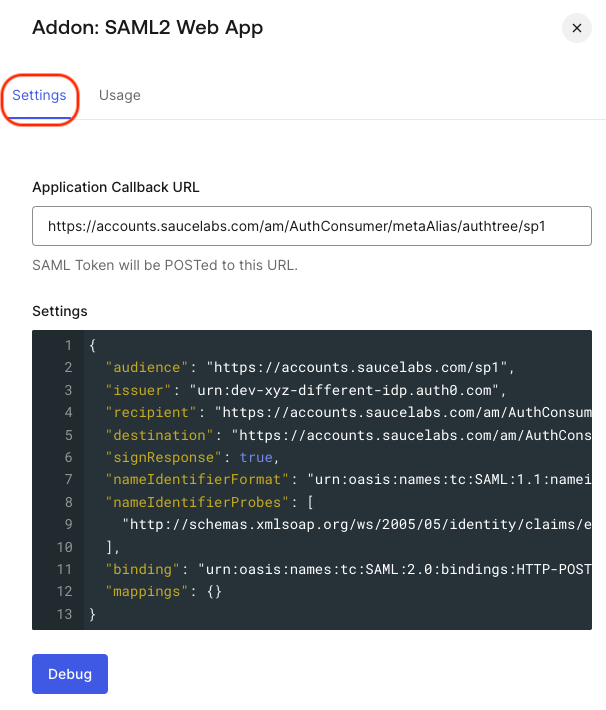 Addon: SAML2 Web App
Settings
Usage
Application Callback URL
https://accounts.saucelabs.com/am/AuthConsumer/metaAlias/authtree/sp1
SAML Token will be POSTed to this URL.
Settings
1 {
2 "audience": "https://accounts.saucelabs.com/sp1",
3 "issuer": "urn:dev-xyz-different-idp.auth0.com",
4 "recipient": "https://accounts.saucelabs.com/am/AuthConsum
5 "destination": "https://accounts.saucelabs.com/am/AuthCons
6 "signResponse": true,
7 "nameIdentifierFormat": "urn:oasis:names:tc:SAML:1.1:namei
8 "nameIdentifierProbes": [
9 "http://schemas.xmlsoap.org/ws/2005/05/identity/claims/e
10 ],
11 "binding": "urn:oasis:names:tc:SAML:2.0:bindings:HTTP-POST
12 "mappings": {}
13 }
Debug